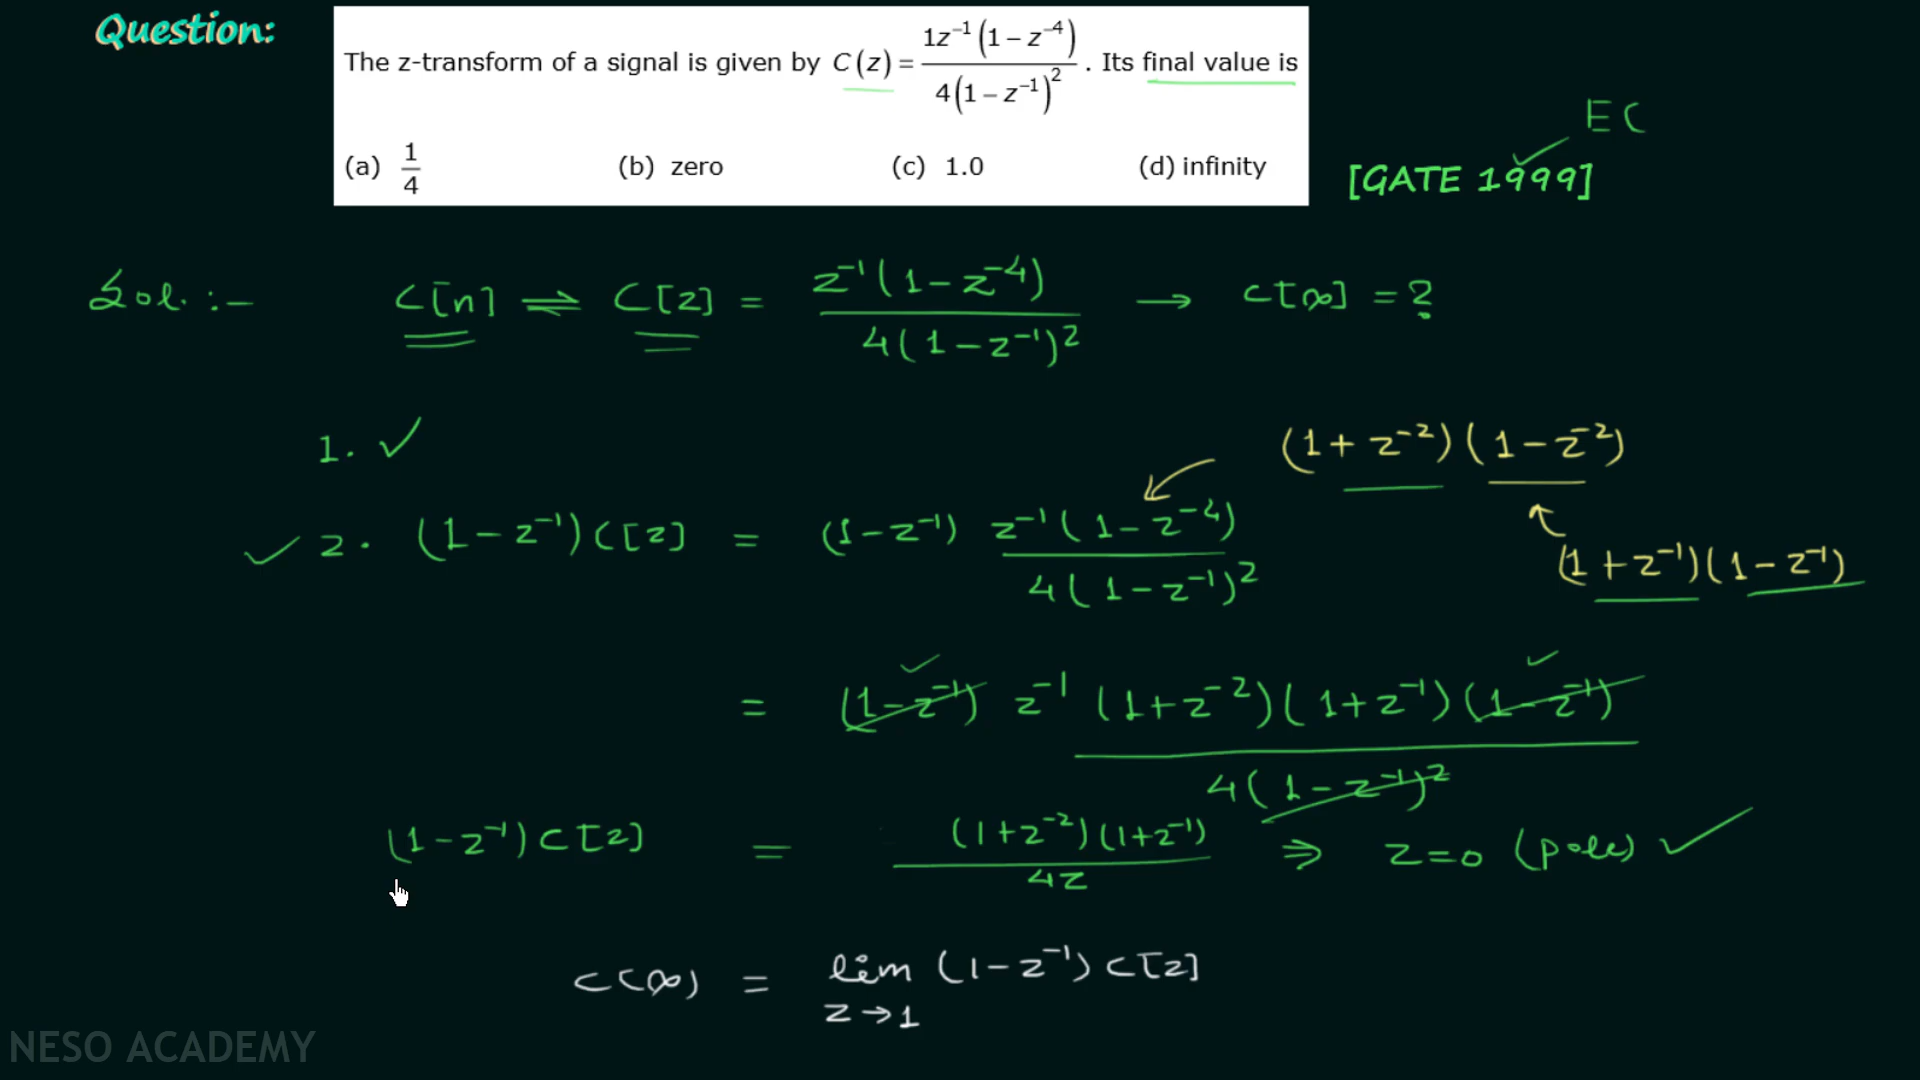 Question:
The z-transform of a signal is given by C(z) = 1z⁻¹(1 − z⁻⁴) / 4(1 − z⁻¹)² . Its final value is
(a) 1/4 (b) zero (c) 1.0 (d) infinity
EC
[GATE 1999]
Sol. :- C[n] ⇌ C[z] = z⁻¹(1 − z⁻⁴) / 4(1 − z⁻¹)² → C[∞] = ?
1. ✓
(1 + z⁻²)(1 − z⁻²)
✓ 2. (1 − z⁻¹) C[z] = (1 − z⁻¹) z⁻¹(1 − z⁻⁴) / 4(1 − z⁻¹)²
(1 + z⁻¹)(1 − z⁻¹)
= (1 − z⁻¹) z⁻¹ (1 + z⁻²)(1 + z⁻¹)(1 − z⁻¹) / 4(1 − z⁻¹)²
(1 − z⁻¹) C[z] = (1 + z⁻²)(1 + z⁻¹) / 4z ⇒ z = 0 (pole) ✓
C(∞) = lim z→1 (1 − z⁻¹) C[z]
NESO ACADEMY